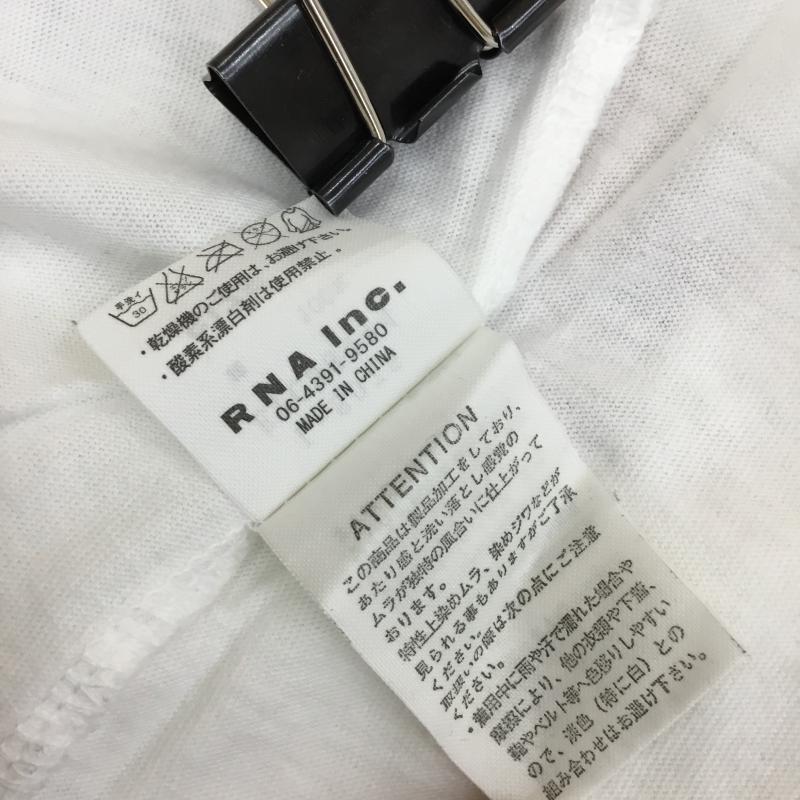 手洗イ
30
・乾燥機のご使用は、お避け下さい。
・酸素系漂白剤は使用禁止。
RNA Inc.
06-4391-9580
MADE IN CHINA
ATTENTION
この商品は製品加工をしており、
あたり感と洗い落とし感覚の
ムラが独特の風合いに仕上がって
おります。
特性上染めムラ、染めジワなどが
見られる事もありますがご了承
ください。
取扱いの際は次の点にご注意
ください。
・着用中に雨や汗で濡れた場合や
摩擦により、他の衣類や下着、
鞄やベルト等へ色移りしやすい
ので、淡色（特に白）との
組み合わせはお避け下さい。